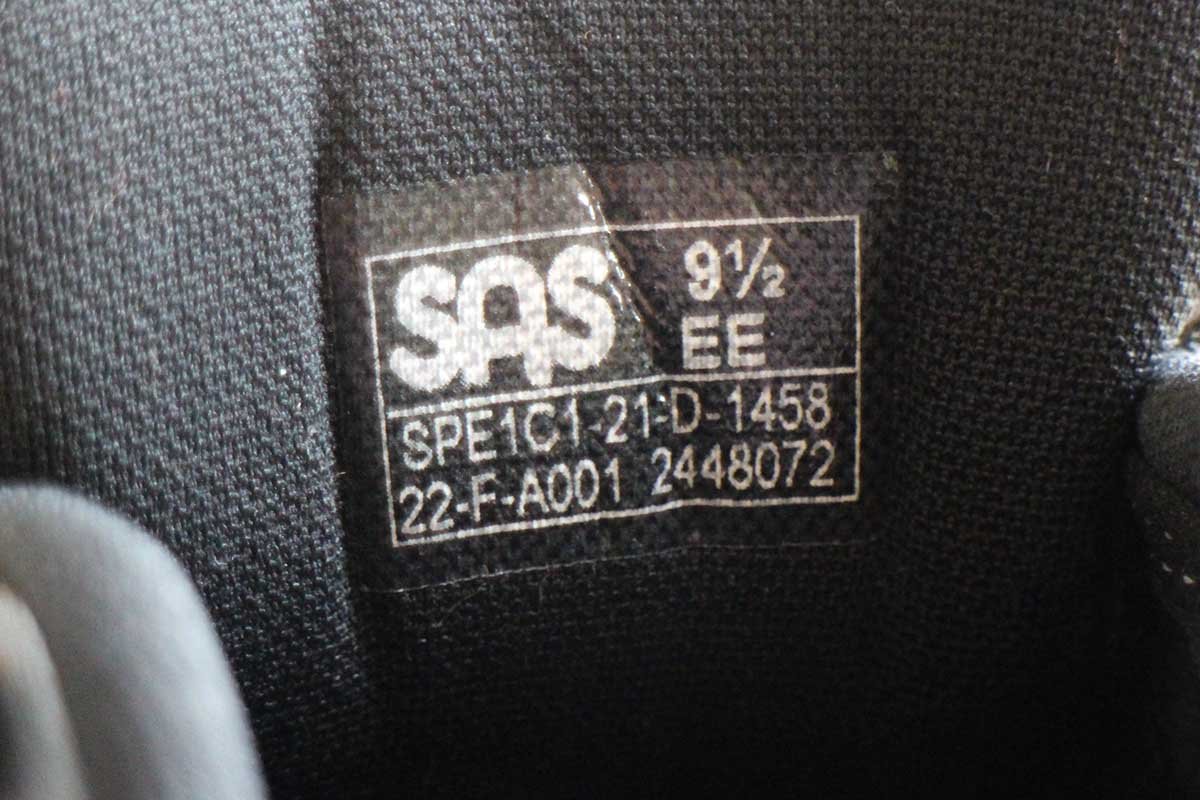 SAS
9½
EE
SPE1C1-21-D-1458
22-F-A001 2448072